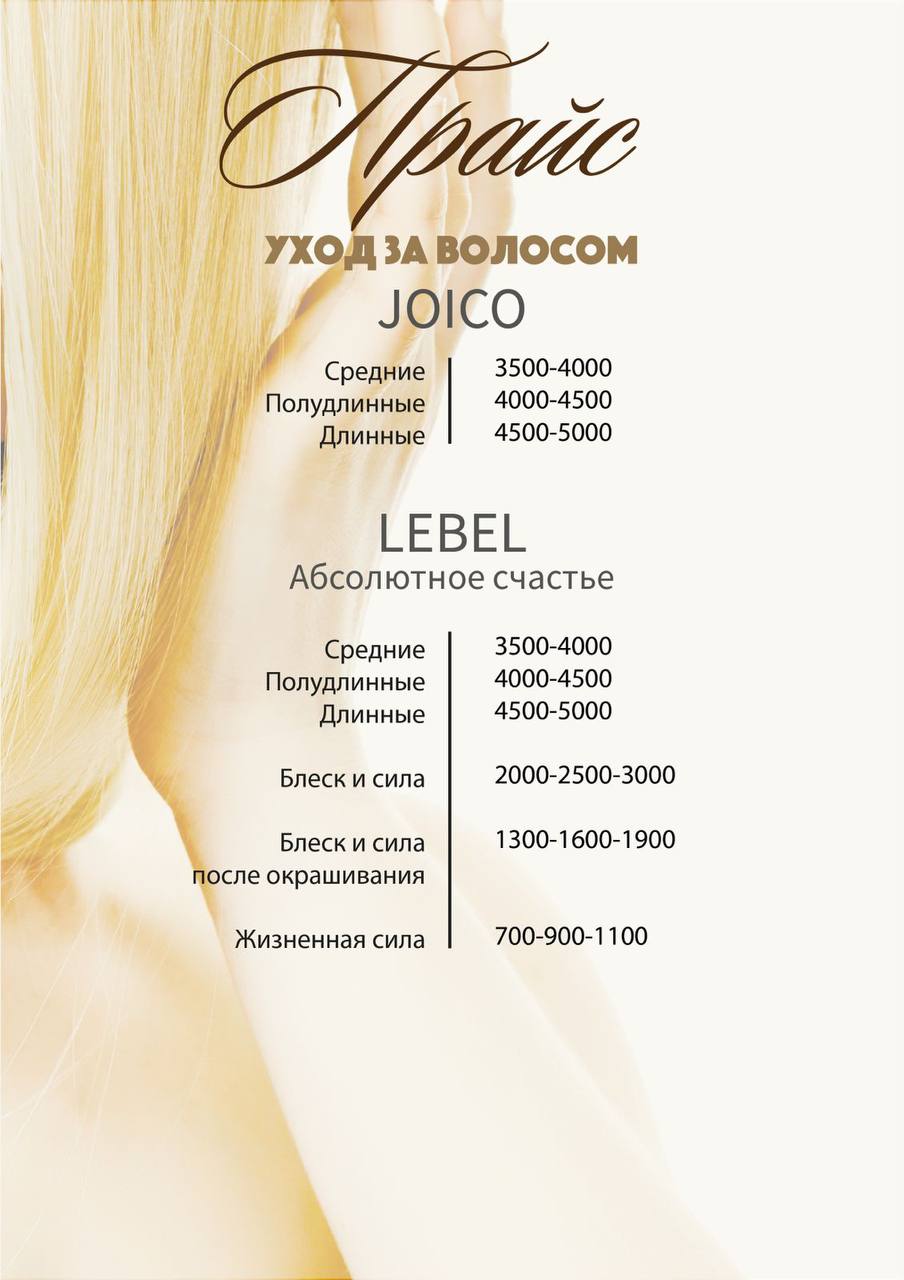 Прайс
УХОД ЗА ВОЛОСОМ
JOICO
Средние 3500-4000
Полудлинные 4000-4500
Длинные 4500-5000
LEBEL
Абсолютное счастье
Средние 3500-4000
Полудлинные 4000-4500
Длинные 4500-5000
Блеск и сила 2000-2500-3000
Блеск и сила 1300-1600-1900
после окрашивания
Жизненная сила 700-900-1100